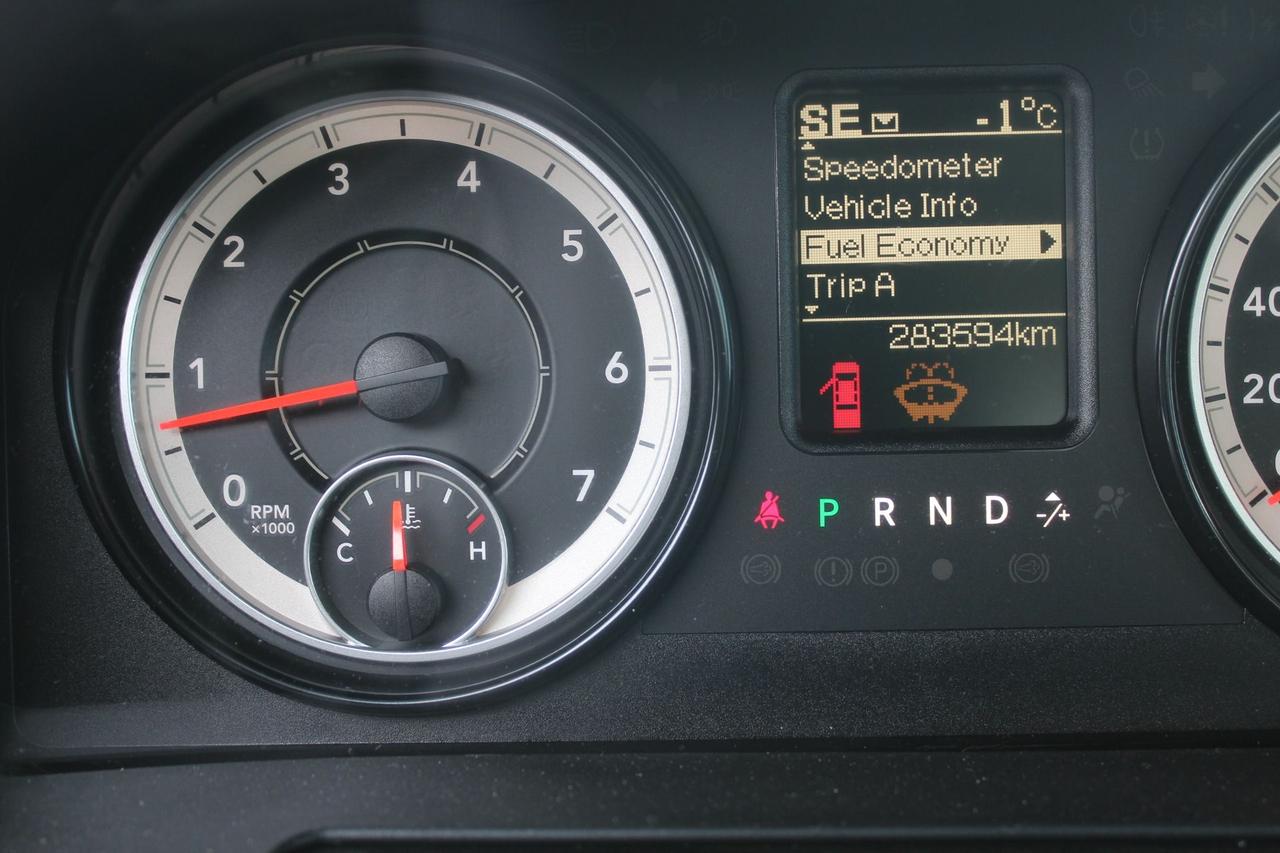 SE -1°C
Speedometer
Vehicle Info
Fuel Economy
Trip A
283594km
P R N D -/+
0 1 2 3 4 5 6 7
RPM
×1000
C H
40
20